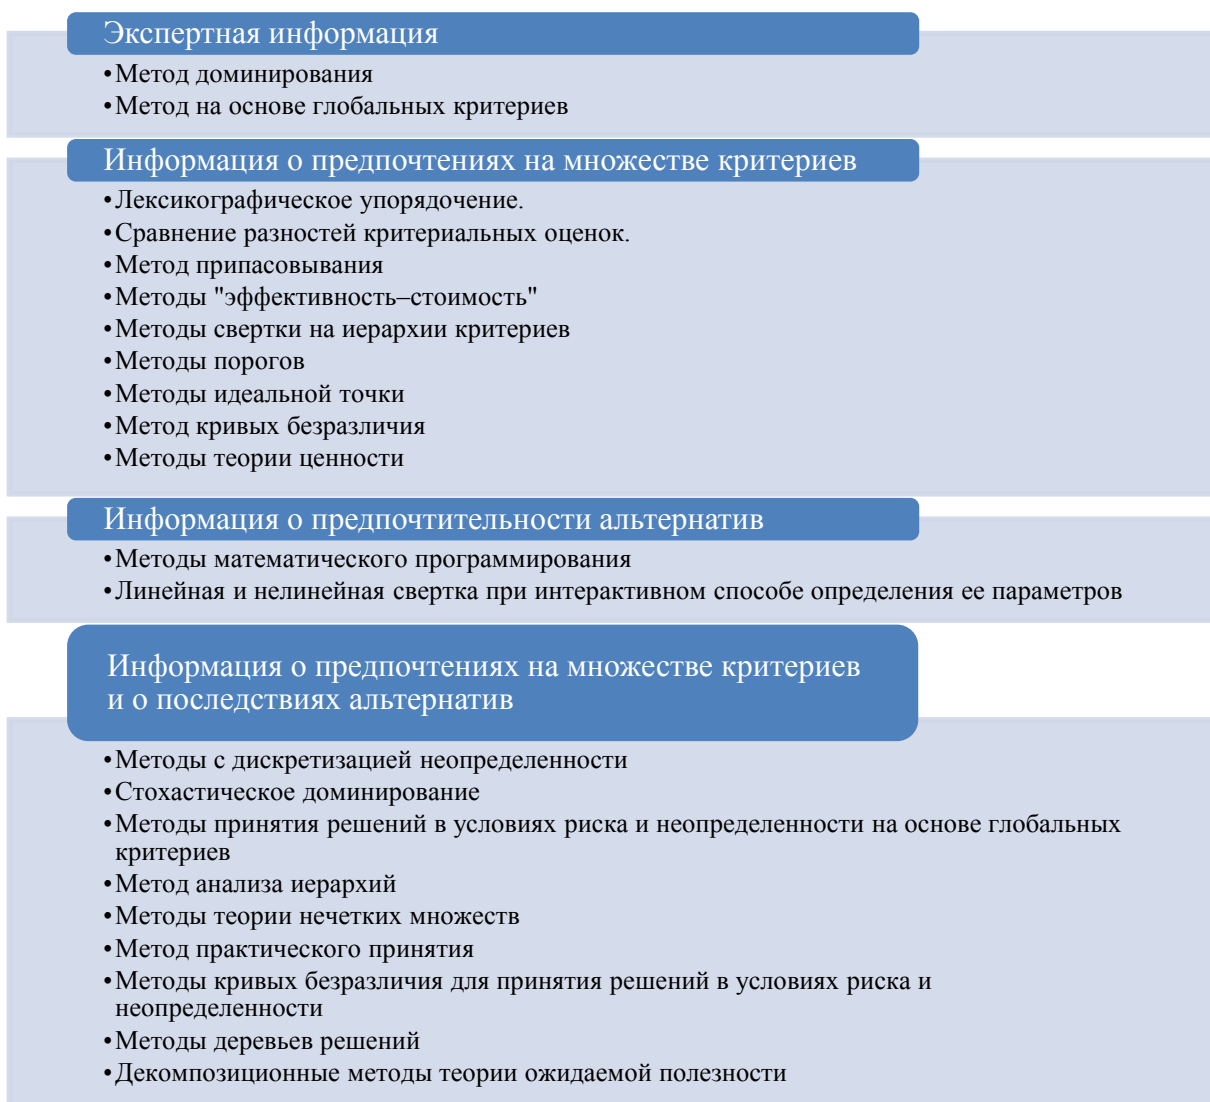 Экспертная информация
•Метод доминирования
•Метод на основе глобальных критериев
Информация о предпочтениях на множестве критериев
•Лексикографическое упорядочение.
•Сравнение разностей критериальных оценок.
•Метод припасовывания
•Методы "эффективность–стоимость"
•Методы свертки на иерархии критериев
•Методы порогов
•Методы идеальной точки
•Метод кривых безразличия
•Методы теории ценности
Информация о предпочтительности альтернатив
•Методы математического программирования
•Линейная и нелинейная свертка при интерактивном способе определения ее параметров
Информация о предпочтениях на множестве критериев
и о последствиях альтернатив
•Методы с дискретизацией неопределенности
•Стохастическое доминирование
•Методы принятия решений в условиях риска и неопределенности на основе глобальных
критериев
•Метод анализа иерархий
•Методы теории нечетких множеств
•Метод практического принятия
•Методы кривых безразличия для принятия решений в условиях риска и
неопределенности
•Методы деревьев решений
•Декомпозиционные методы теории ожидаемой полезности